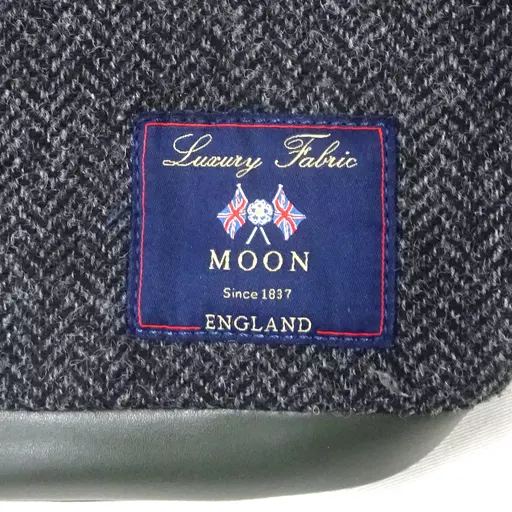 Luxury Fabric
MOON
Since 1837
ENGLAND